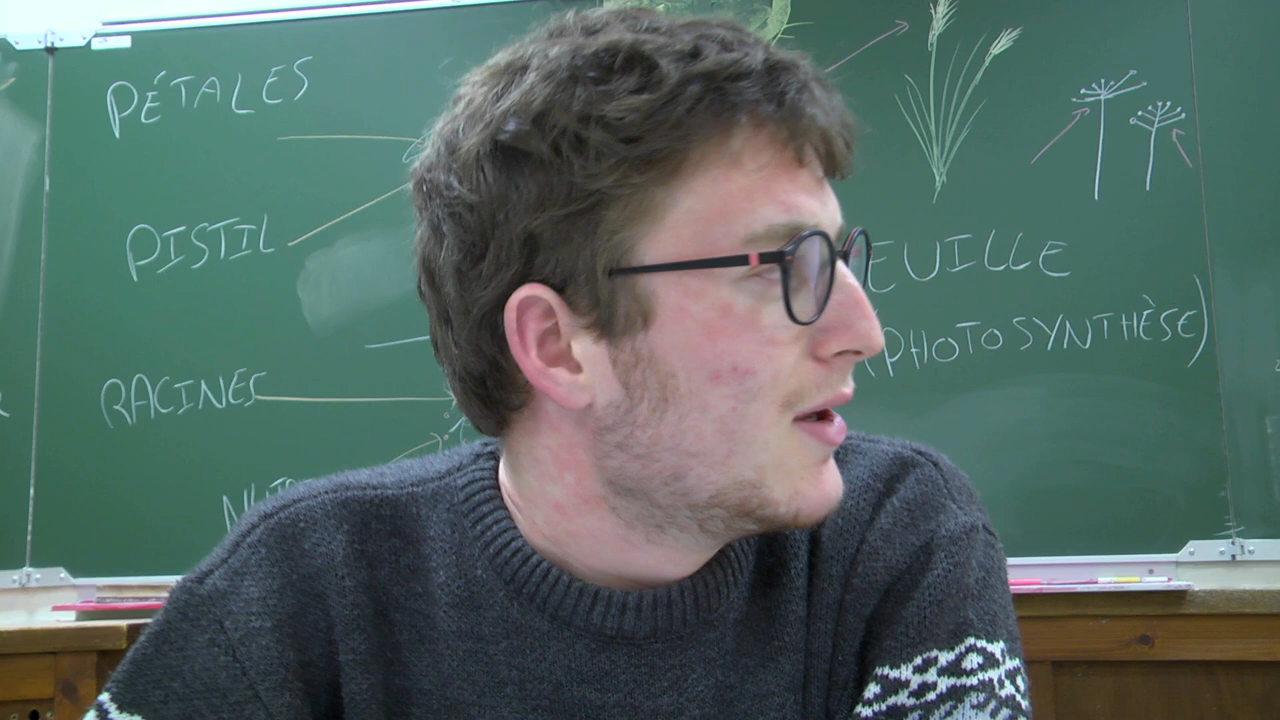 PÉTALES
PISTIL
EUILLE
(PHOTOSYNTHÈSE)
RACINES